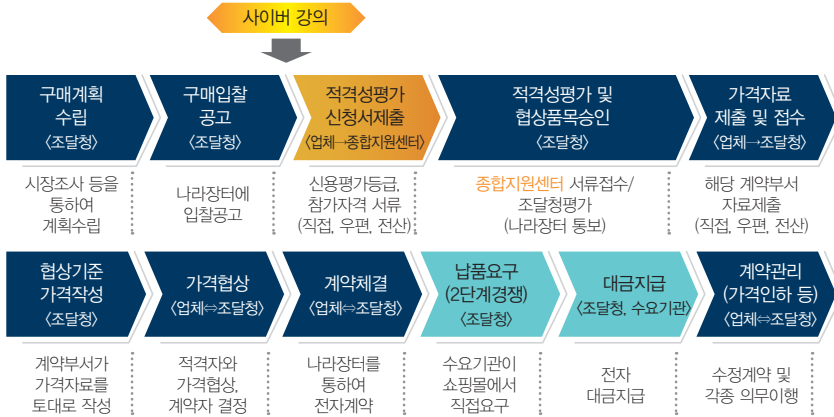 사이버 강의
구매계획
수립
〈조달청〉
구매입찰
공고
〈조달청〉
적격성평가
신청서제출
〈업체→종합지원센터〉
적격성평가 및
협상품목승인
〈조달청〉
가격자료
제출 및 접수
〈업체→조달청〉
시장조사 등을
통하여
계획수립
나라장터에
입찰공고
신용평가등급,
참가자격 서류
(직접, 우편, 전산)
종합지원센터 서류접수/
조달청평가
(나라장터 통보)
해당 계약부서
자료제출
(직접, 우편, 전산)
협상기준
가격작성
〈조달청〉
가격협상
〈업체⇔조달청〉
계약체결
〈업체⇔조달청〉
납품요구
(2단계경쟁)
〈조달청〉
대금지급
〈조달청, 수요기관〉
계약관리
(가격인하 등)
〈업체⇔조달청〉
계약부서가
가격자료를
토대로 작성
적격자와
가격협상,
계약자 결정
나라장터를
통하여
전자계약
수요기관이
쇼핑몰에서
직접요구
전자
대금지급
수정계약 및
각종 의무이행